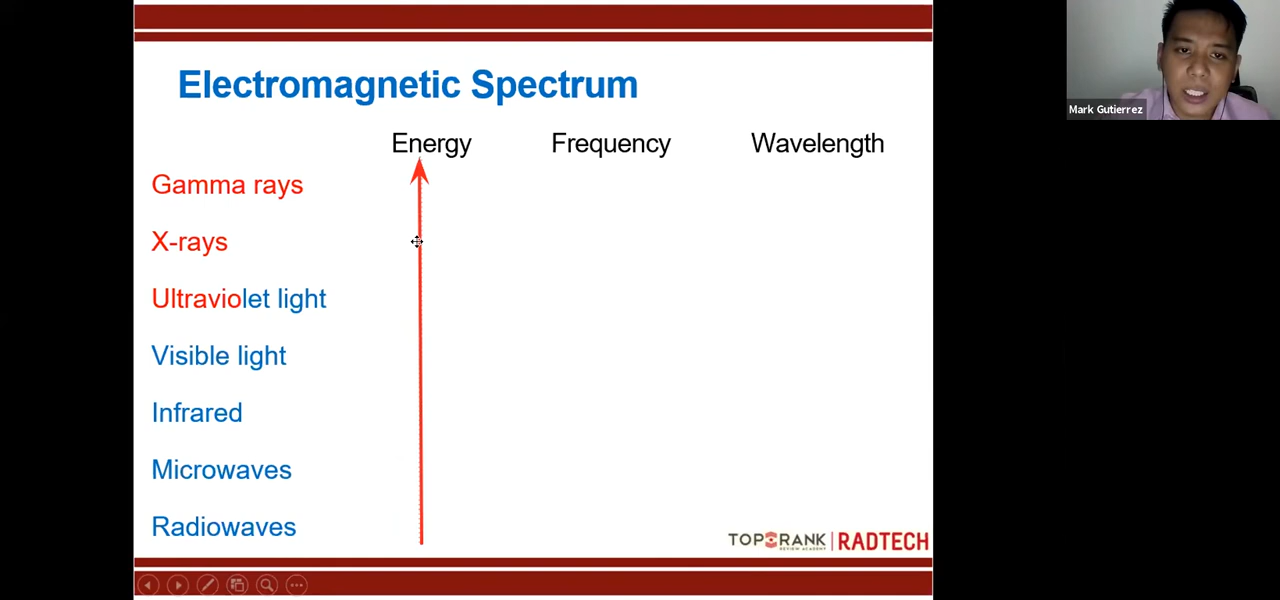 Electromagnetic Spectrum
Energy Frequency Wavelength
Gamma rays
X-rays
Ultraviolet light
Visible light
Infrared
Microwaves
Radiowaves
TOPRANK REVIEW ACADEMY | RADTECH
Mark Gutierrez